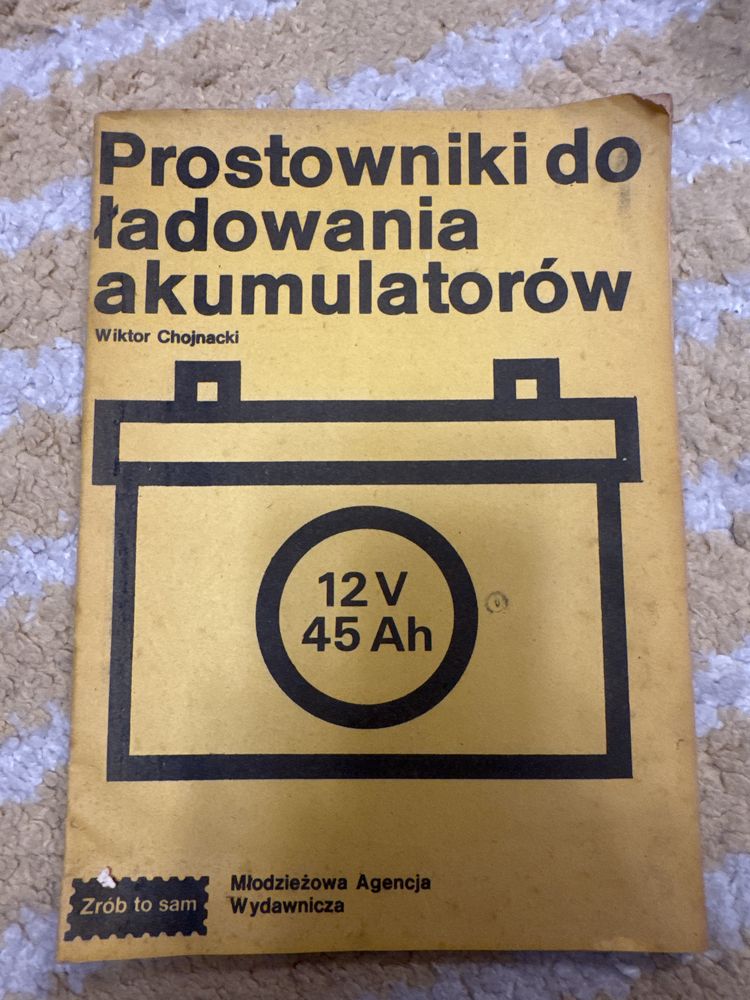 Prostowniki do
ładowania
akumulatorów
Wiktor Chojnacki
12 V
45 Ah
Zrób to sam
Młodzieżowa Agencja
Wydawnicza